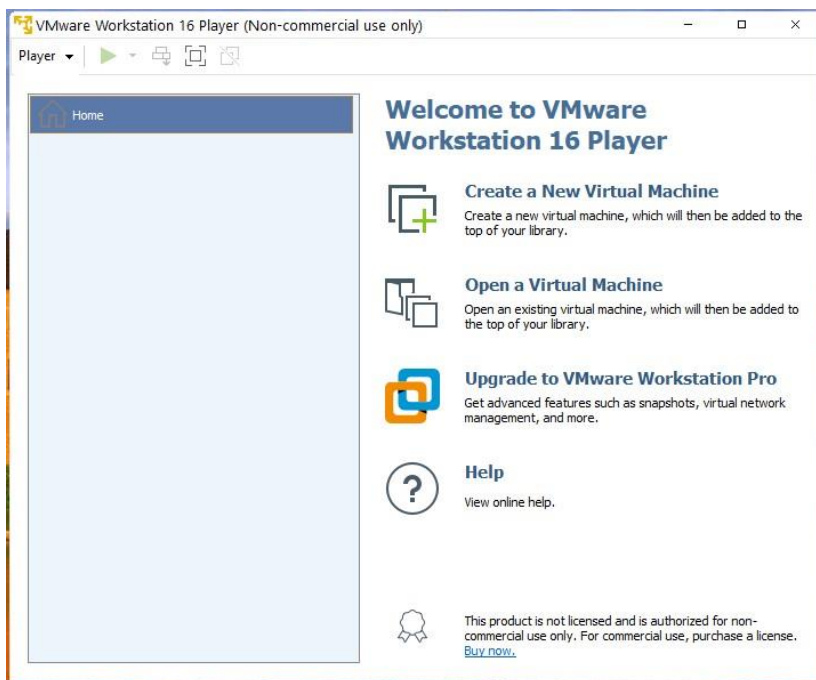 VMware Workstation 16 Player (Non-commercial use only)
Player
Home
Welcome to VMware
Workstation 16 Player
Create a New Virtual Machine
Create a new virtual machine, which will then be added to the
top of your library.
Open a Virtual Machine
Open an existing virtual machine, which will then be added to
the top of your library.
Upgrade to VMware Workstation Pro
Get advanced features such as snapshots, virtual network
management, and more.
?
Help
View online help.
This product is not licensed and is authorized for non-
commercial use only. For commercial use, purchase a license.
Buy now.